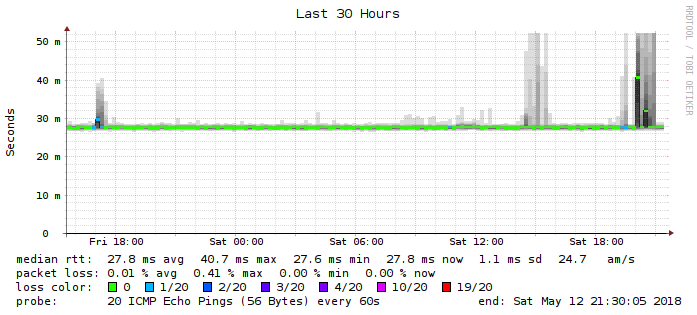 Last 30 Hours
RRDTOOL / TOBI OETIKER
Seconds
50 m
40 m
30 m
20 m
10 m
0
Fri 18:00 Sat 00:00 Sat 06:00 Sat 12:00 Sat 18:00
median rtt: 27.8 ms avg 40.7 ms max 27.6 ms min 27.8 ms now 1.1 ms sd 24.7 am/s
packet loss: 0.01 % avg 0.41 % max 0.00 % min 0.00 % now
loss color: 0 1/20 2/20 3/20 4/20 10/20 19/20
probe: 20 ICMP Echo Pings (56 Bytes) every 60s end: Sat May 12 21:30:05 2018